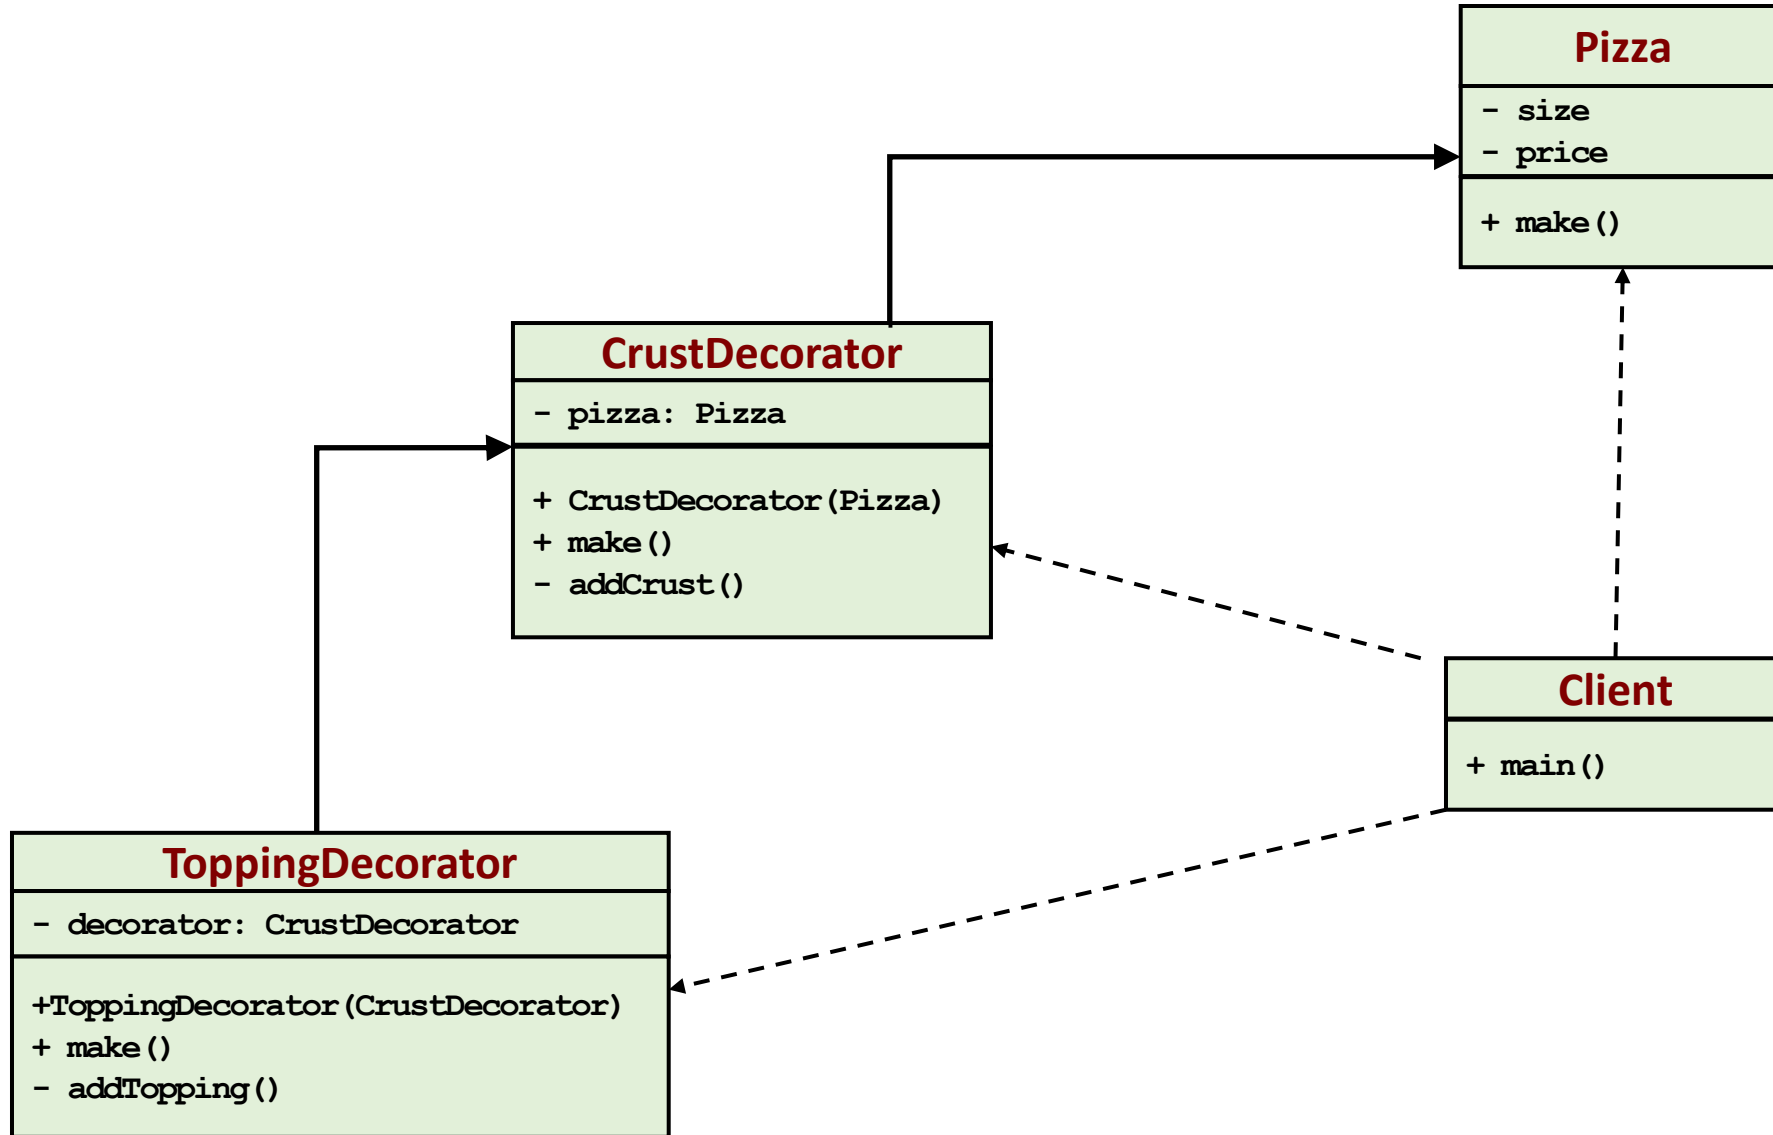 Pizza
- size
- price
+ make()
CrustDecorator
- pizza: Pizza
+ CrustDecorator(Pizza)
+ make()
- addCrust()
Client
+ main()
ToppingDecorator
- decorator: CrustDecorator
+ToppingDecorator(CrustDecorator)
+ make()
- addTopping()